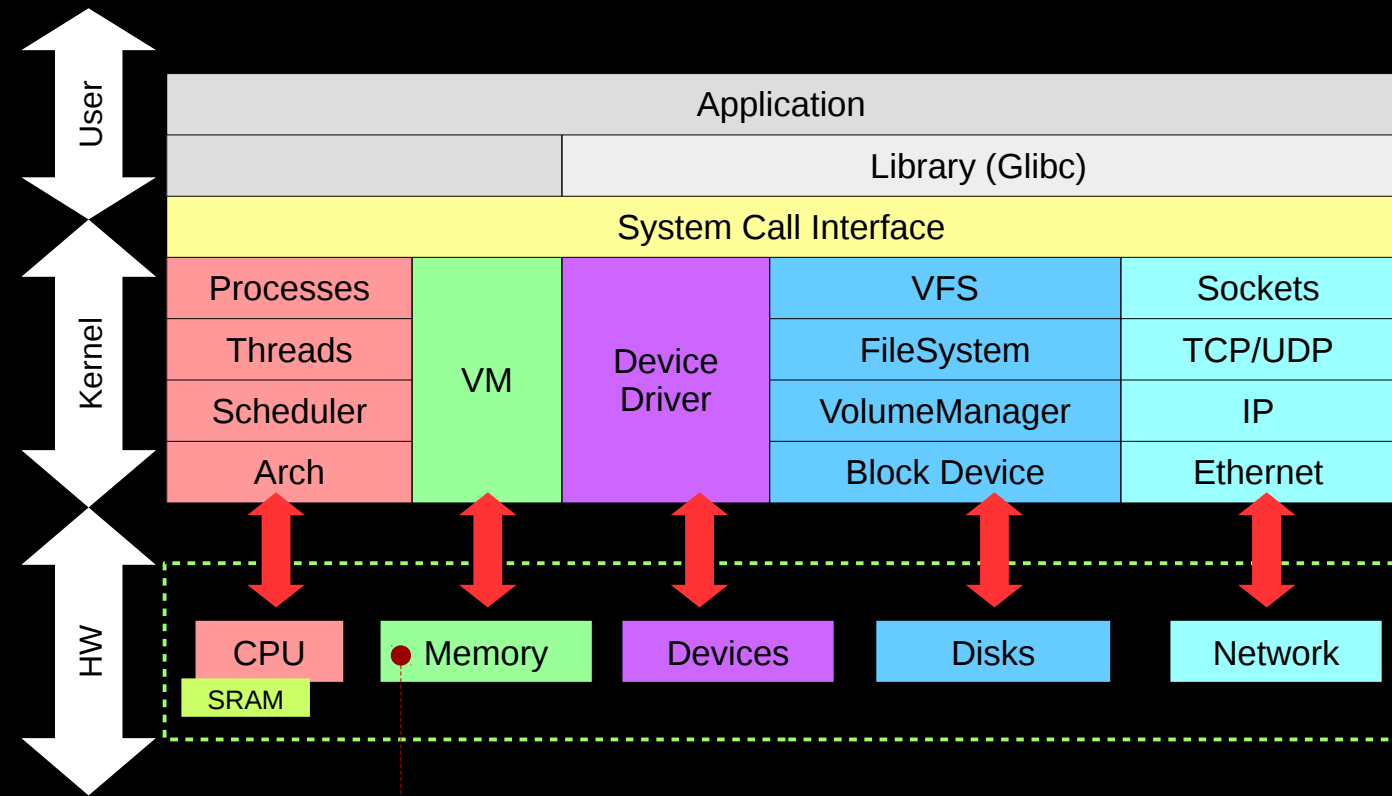 User
Application
Library (Glibc)
System Call Interface
Kernel
Processes
Threads
Scheduler
Arch
VM
Device
Driver
VFS
FileSystem
VolumeManager
Block Device
Sockets
TCP/UDP
IP
Ethernet
HW
CPU
SRAM
Memory
Devices
Disks
Network